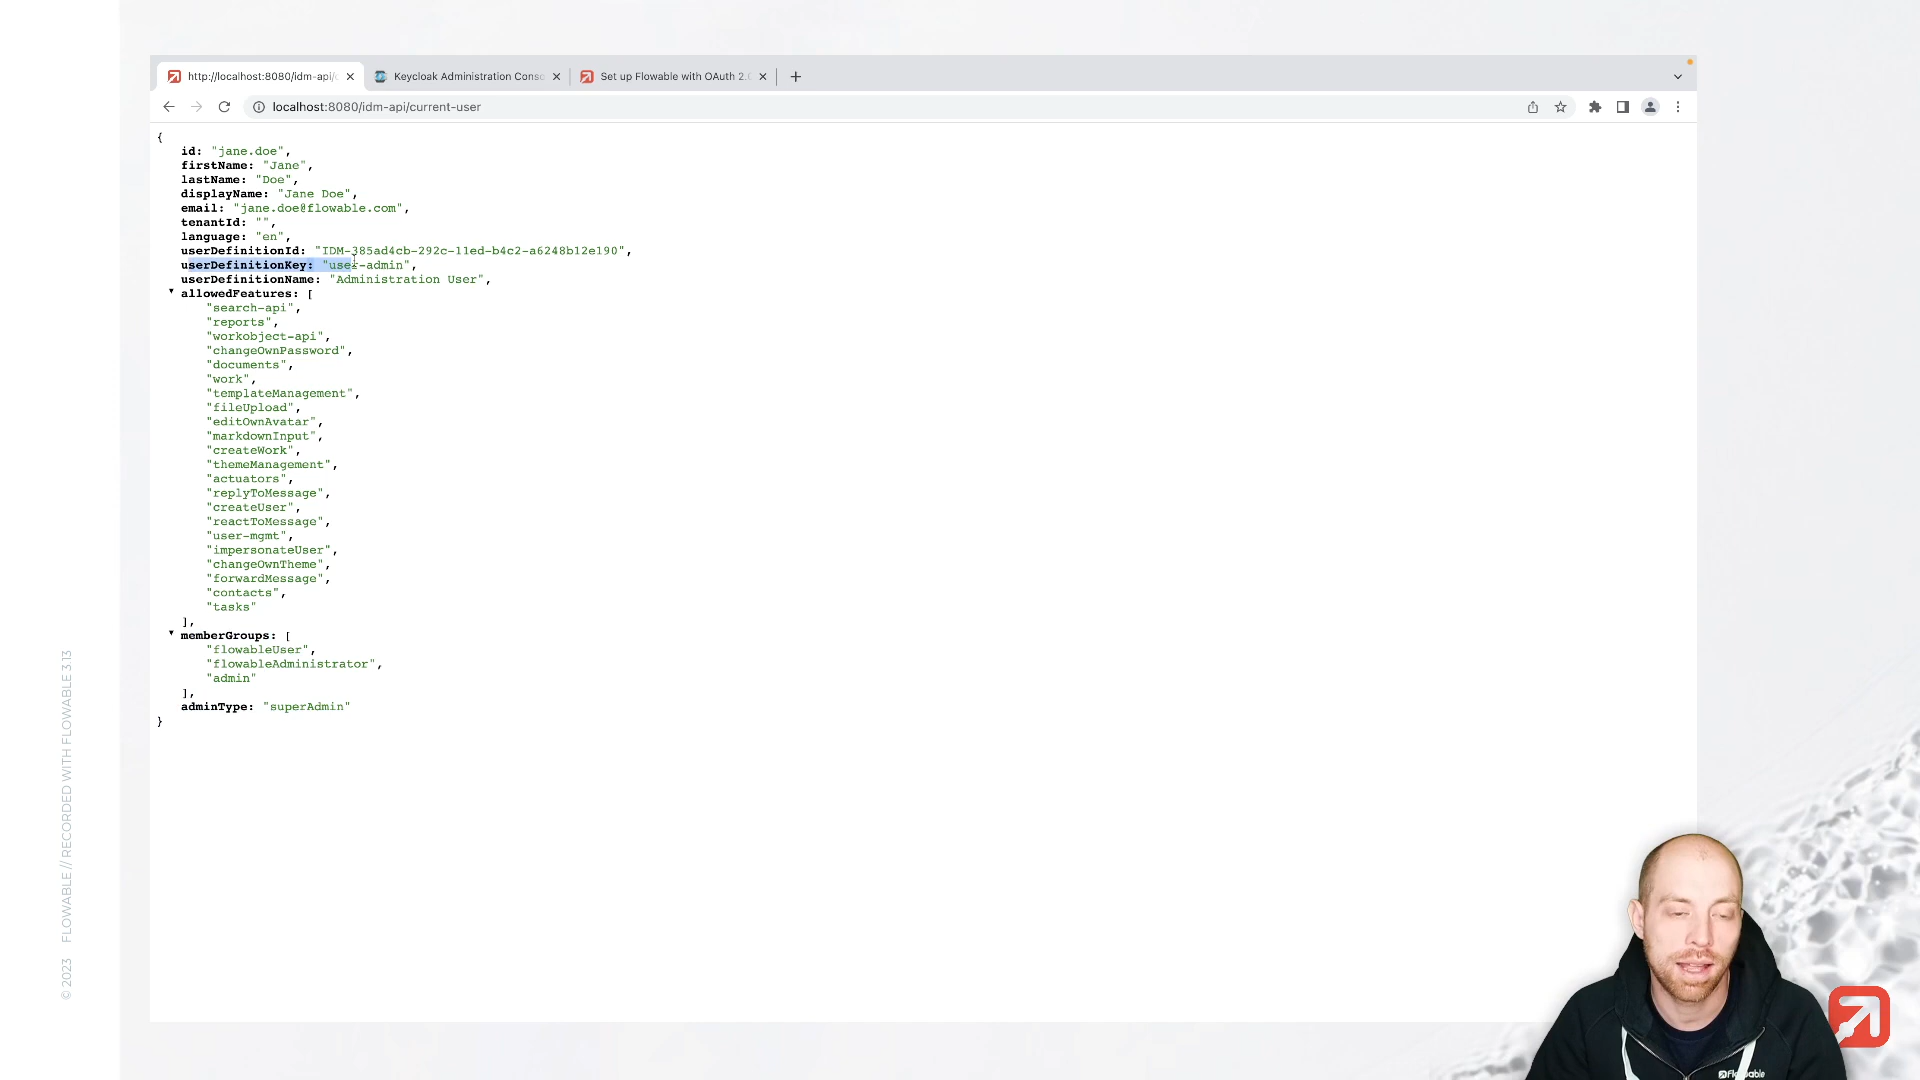 http://localhost:8080/idm-api/c
Keycloak Administration Conso
Set up Flowable with OAuth 2.0
localhost:8080/idm-api/current-user
{
id: "jane.doe",
firstName: "Jane",
lastName: "Doe",
displayName: "Jane Doe",
email: "jane.doe@flowable.com",
tenantId: "",
language: "en",
userDefinitionId: "IDM-385ad4cb-292c-11ed-b4c2-a6248b12e190",
userDefinitionKey: "user-admin",
userDefinitionName: "Administration User",
allowedFeatures: [
"search-api",
"reports",
"workobject-api",
"changeOwnPassword",
"documents",
"work",
"templateManagement",
"fileUpload",
"editOwnAvatar",
"markdownInput",
"createWork",
"themeManagement",
"actuators",
"replyToMessage",
"createUser",
"reactToMessage",
"user-mgmt",
"impersonateUser",
"changeOwnTheme",
"forwardMessage",
"contacts",
"tasks"
],
memberGroups: [
"flowableUser",
"flowableAdministrator",
"admin"
],
adminType: "superAdmin"
}
© 2023 FLOWABLE // RECORDED WITH FLOWABLE 3.13
Flowable